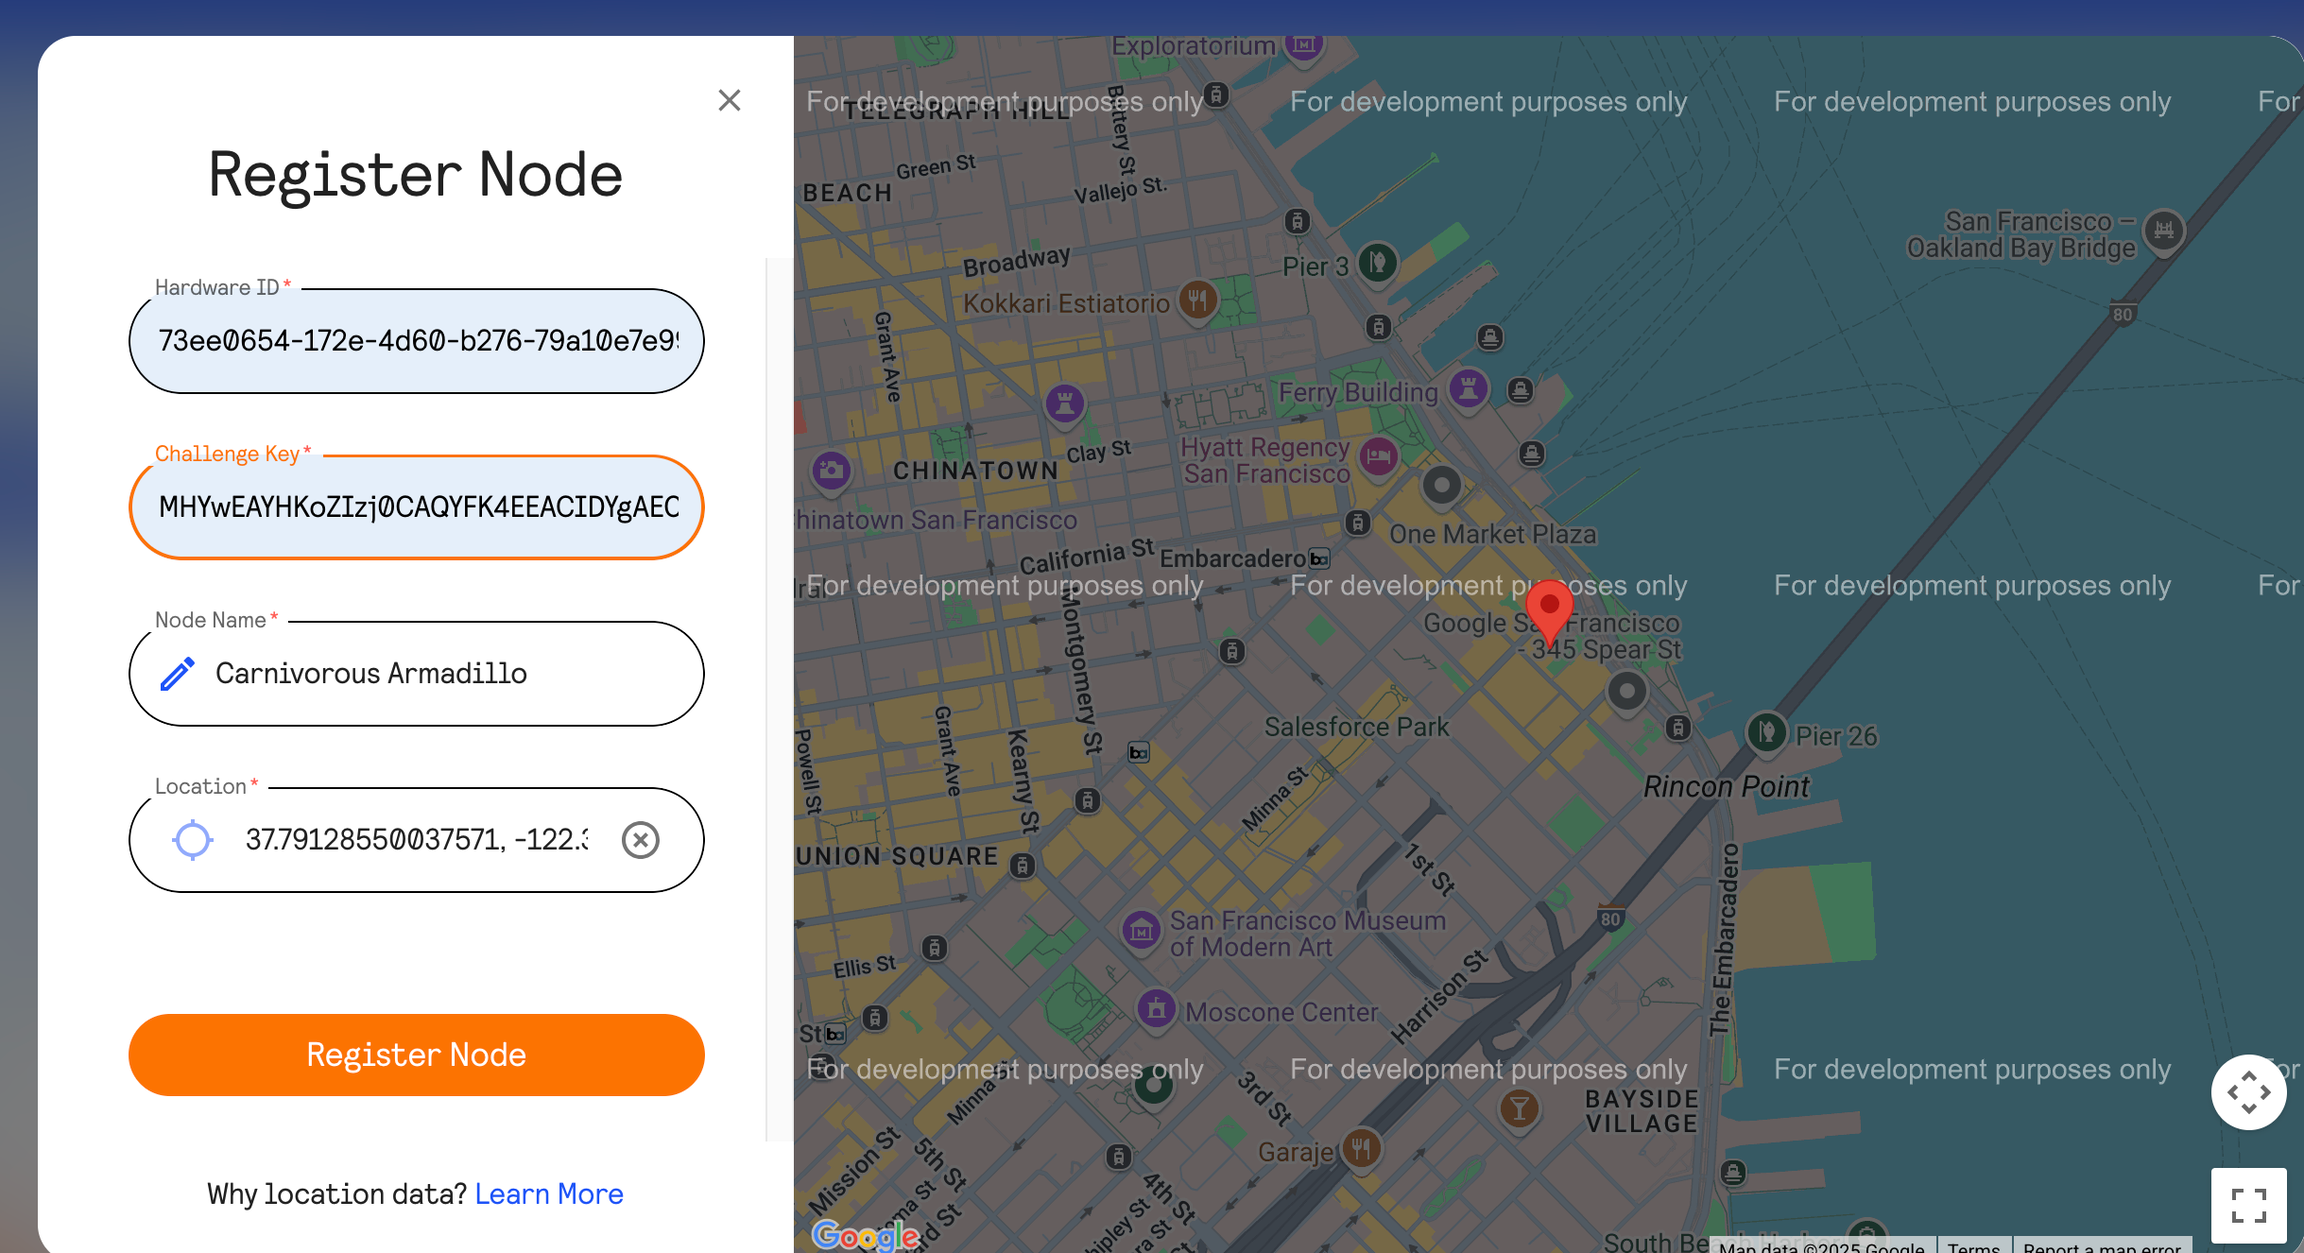 Register Node
Hardware ID*
73ee0654-172e-4d60-b276-79a10e7e9
Challenge Key*
MHYwEAYHKoZIzj0CAQYFK4EEACIDYgAEC
Node Name*
Carnivorous Armadillo
Location*
37.79128550037571, -122.3
Register Node
Why location data? Learn More
Exploratorium
For development purposes only
For development purposes only
For development purposes only
For
TELEGRAPH HILL
Battery St
Green St
BEACH
Vallejo St.
San Francisco –
Oakland Bay Bridge
Broadway
Pier 3
Kokkari Estiatorio
80
Grant Ave
Ferry Building
Clay St
Hyatt Regency
San Francisco
CHINATOWN
hinatown San Francisco
One Market Plaza
California St
Embarcadero
For development purposes only
For development purposes only
For development purposes only
For
Montgomery St
Google San Francisco
- 345 Spear St
Salesforce Park
Pier 26
Powell St
Grant Ave
Kearny St
Minna St
Rincon Point
UNION SQUARE
1st St
The Embarcadero
80
San Francisco Museum
of Modern Art
Ellis St
Harrison St
Moscone Center
St
For development purposes only
For development purposes only
For development purposes only
For
Minna St
3rd St
BAYSIDE
VILLAGE
Garaje
Mission St
5th St
4th St
South Beach Harbor
Google
Map data ©2025 Google
Terms
Report a map error